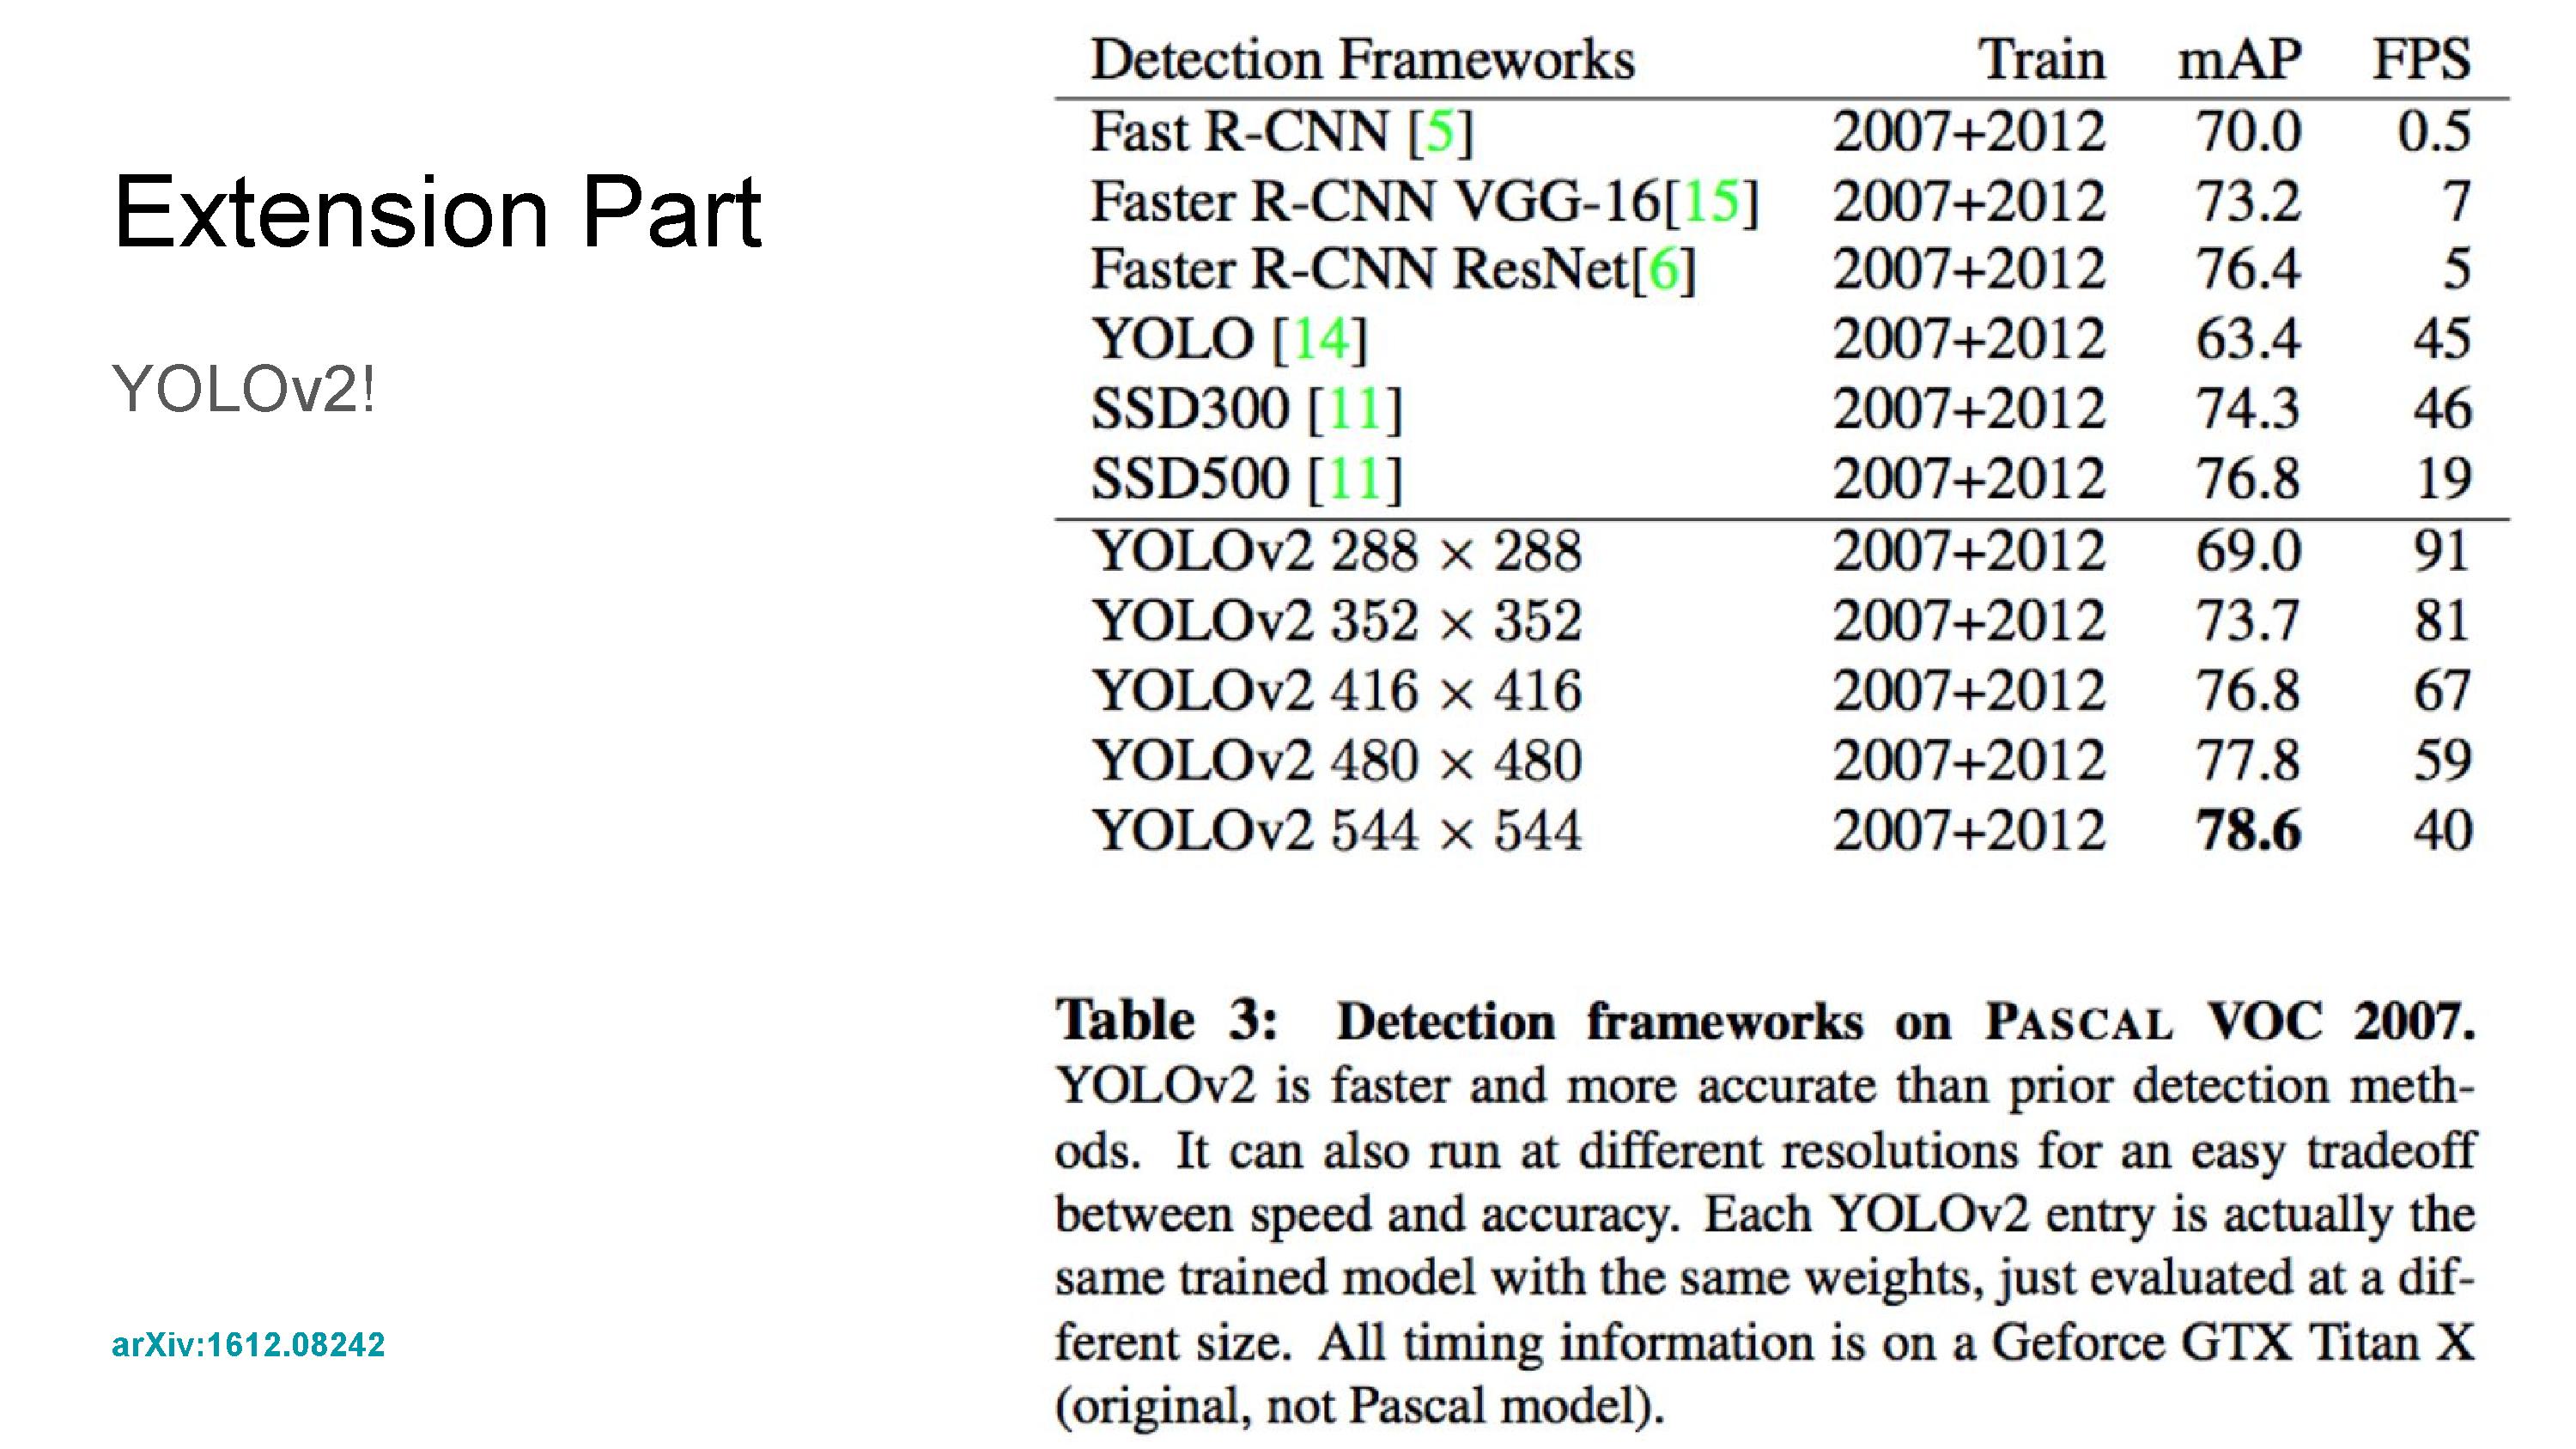 Extension Part
YOLOv2!
arXiv:1612.08242
Detection Frameworks Train mAP FPS
Fast R-CNN [5] 2007+2012 70.0 0.5
Faster R-CNN VGG-16[15] 2007+2012 73.2 7
Faster R-CNN ResNet[6] 2007+2012 76.4 5
YOLO [14] 2007+2012 63.4 45
SSD300 [11] 2007+2012 74.3 46
SSD500 [11] 2007+2012 76.8 19
YOLOv2 288 × 288 2007+2012 69.0 91
YOLOv2 352 × 352 2007+2012 73.7 81
YOLOv2 416 × 416 2007+2012 76.8 67
YOLOv2 480 × 480 2007+2012 77.8 59
YOLOv2 544 × 544 2007+2012 78.6 40
Table 3: Detection frameworks on PASCAL VOC 2007.
YOLOv2 is faster and more accurate than prior detection meth-
ods. It can also run at different resolutions for an easy tradeoff
between speed and accuracy. Each YOLOv2 entry is actually the
same trained model with the same weights, just evaluated at a dif-
ferent size. All timing information is on a Geforce GTX Titan X
(original, not Pascal model).